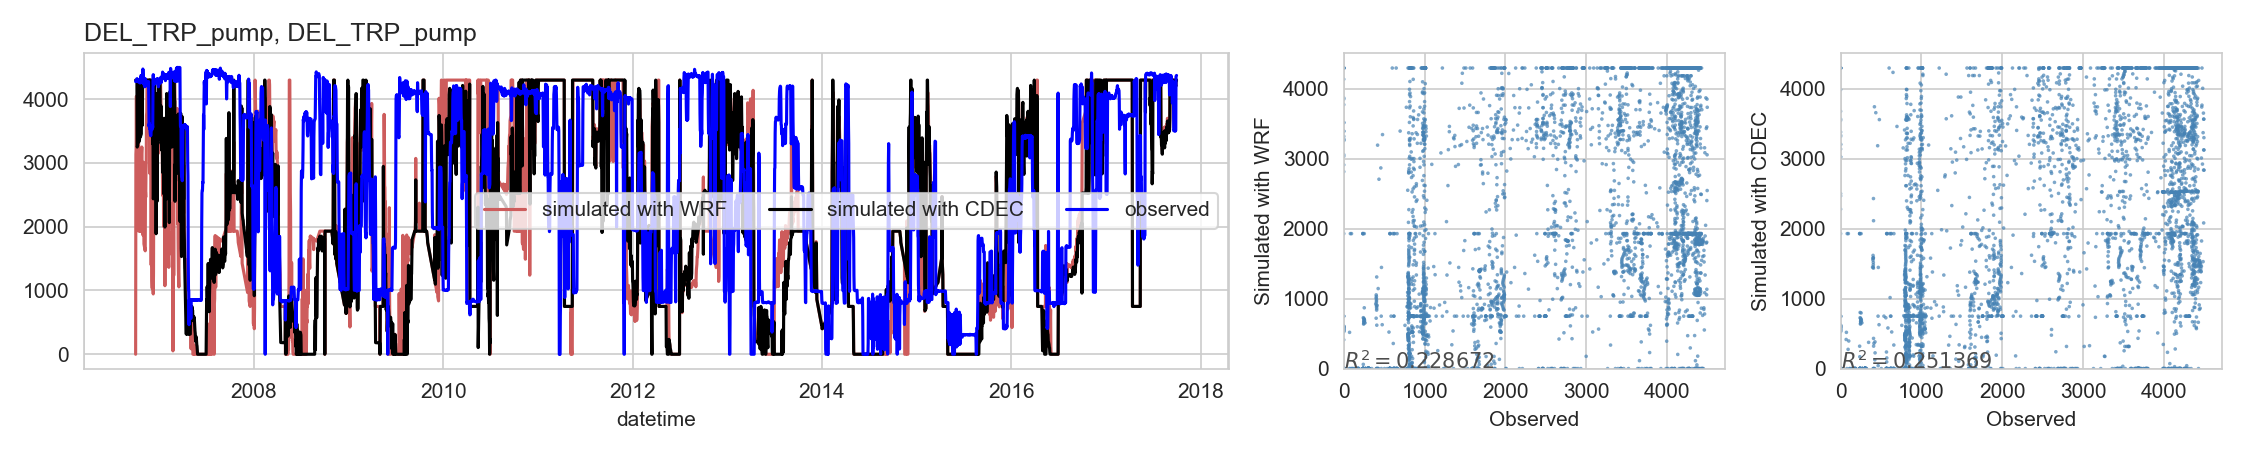 DEL_TRP_pump, DEL_TRP_pump
4000
3000
2000
1000
0
simulated with WRF
simulated with CDEC
observed
2008
2010
2012
2014
2016
2018
datetime
Simulated with WRF
4000
3000
2000
1000
0
R² = 0.228672
0
1000
2000
3000
4000
Observed
Simulated with CDEC
4000
3000
2000
1000
0
R² = 0.251369
0
1000
2000
3000
4000
Observed